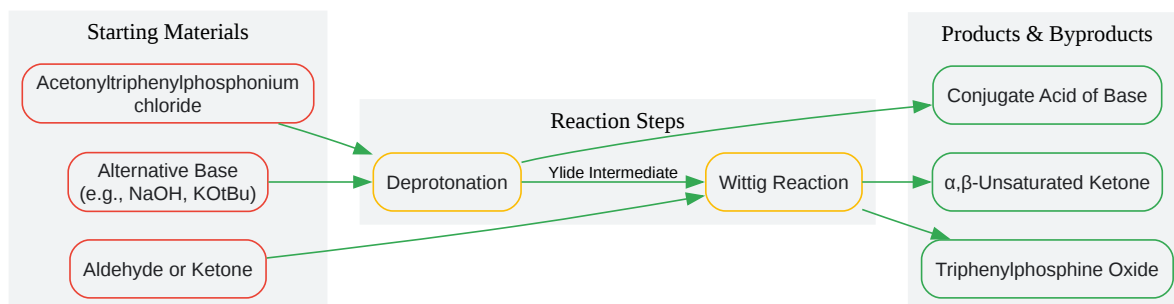 Starting Materials
Acetonyltriphenylphosphonium
chloride
Alternative Base
(e.g., NaOH, KOtBu)
Aldehyde or Ketone
Reaction Steps
Deprotonation
Ylide Intermediate
Wittig Reaction
Products & Byproducts
Conjugate Acid of Base
α,β-Unsaturated Ketone
Triphenylphosphine Oxide